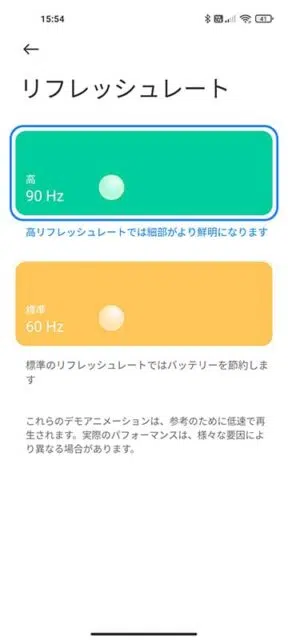 15:54
41
リフレッシュレート
高
90 Hz
高リフレッシュレートでは細部がより鮮明になります
標準
60 Hz
標準のリフレッシュレートではバッテリーを節約しま
す
これらのデモアニメーションは、参考のために低速で再
生されます。実際のパフォーマンスは、様々な要因によ
り異なる場合があります。